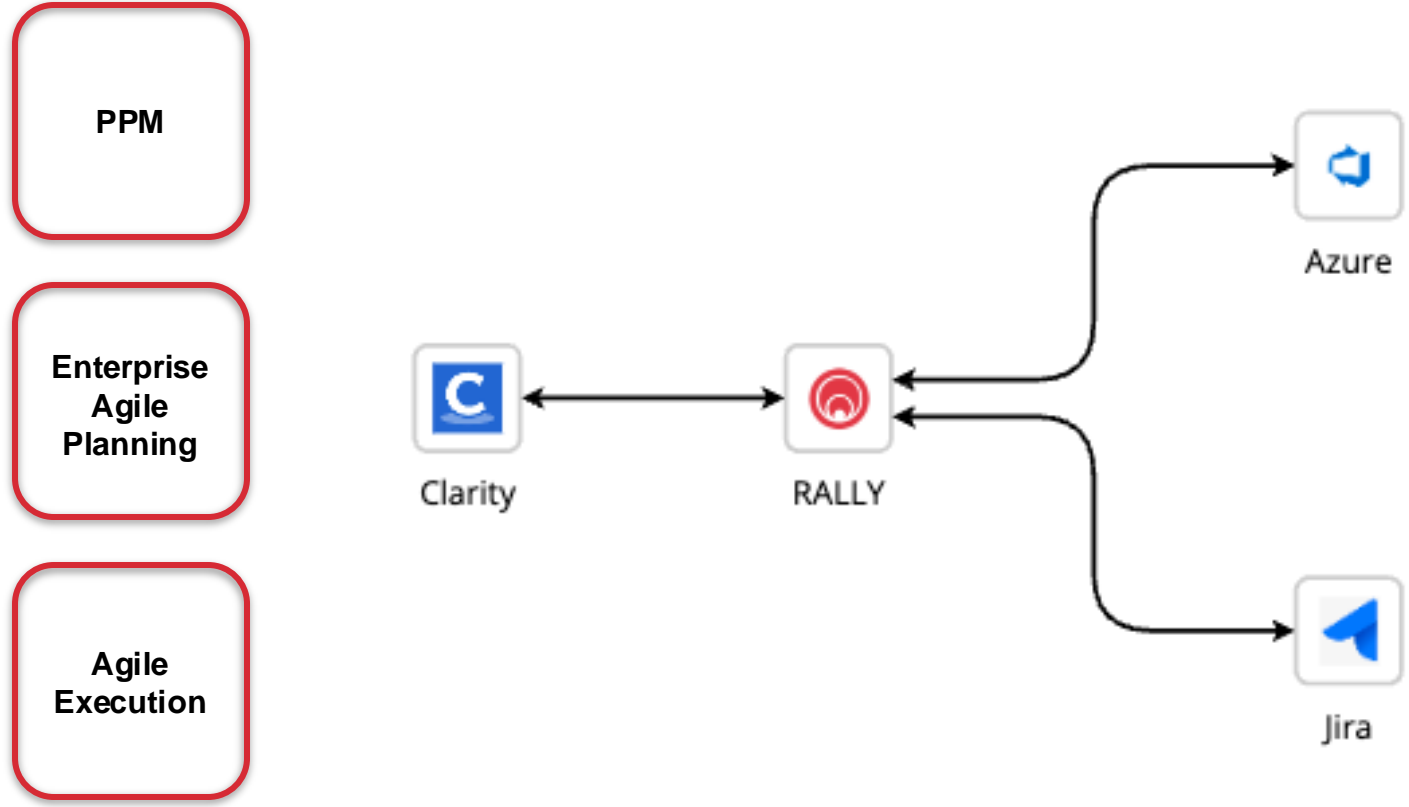 PPM
Enterprise
Agile
Planning
Agile
Execution
C
Clarity
RALLY
Azure
Jira